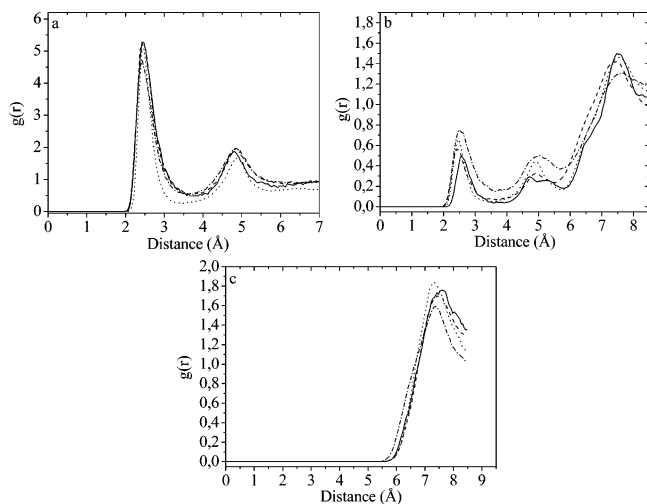 a
g(r)
5
4
3
2
1
0
0 1 2 3 4 5 6 7
Distance (Å)
b
g(r)
1,8
1,6
1,4
1,2
1,0
0,8
0,6
0,4
0,2
0,0
0 1 2 3 4 5 6 7 8
Distance (Å)
c
g(r)
2,0
1,8
1,6
1,4
1,2
1,0
0,8
0,6
0,4
0,2
0,0
0 1 2 3 4 5 6 7 8 9
Distance (Å)